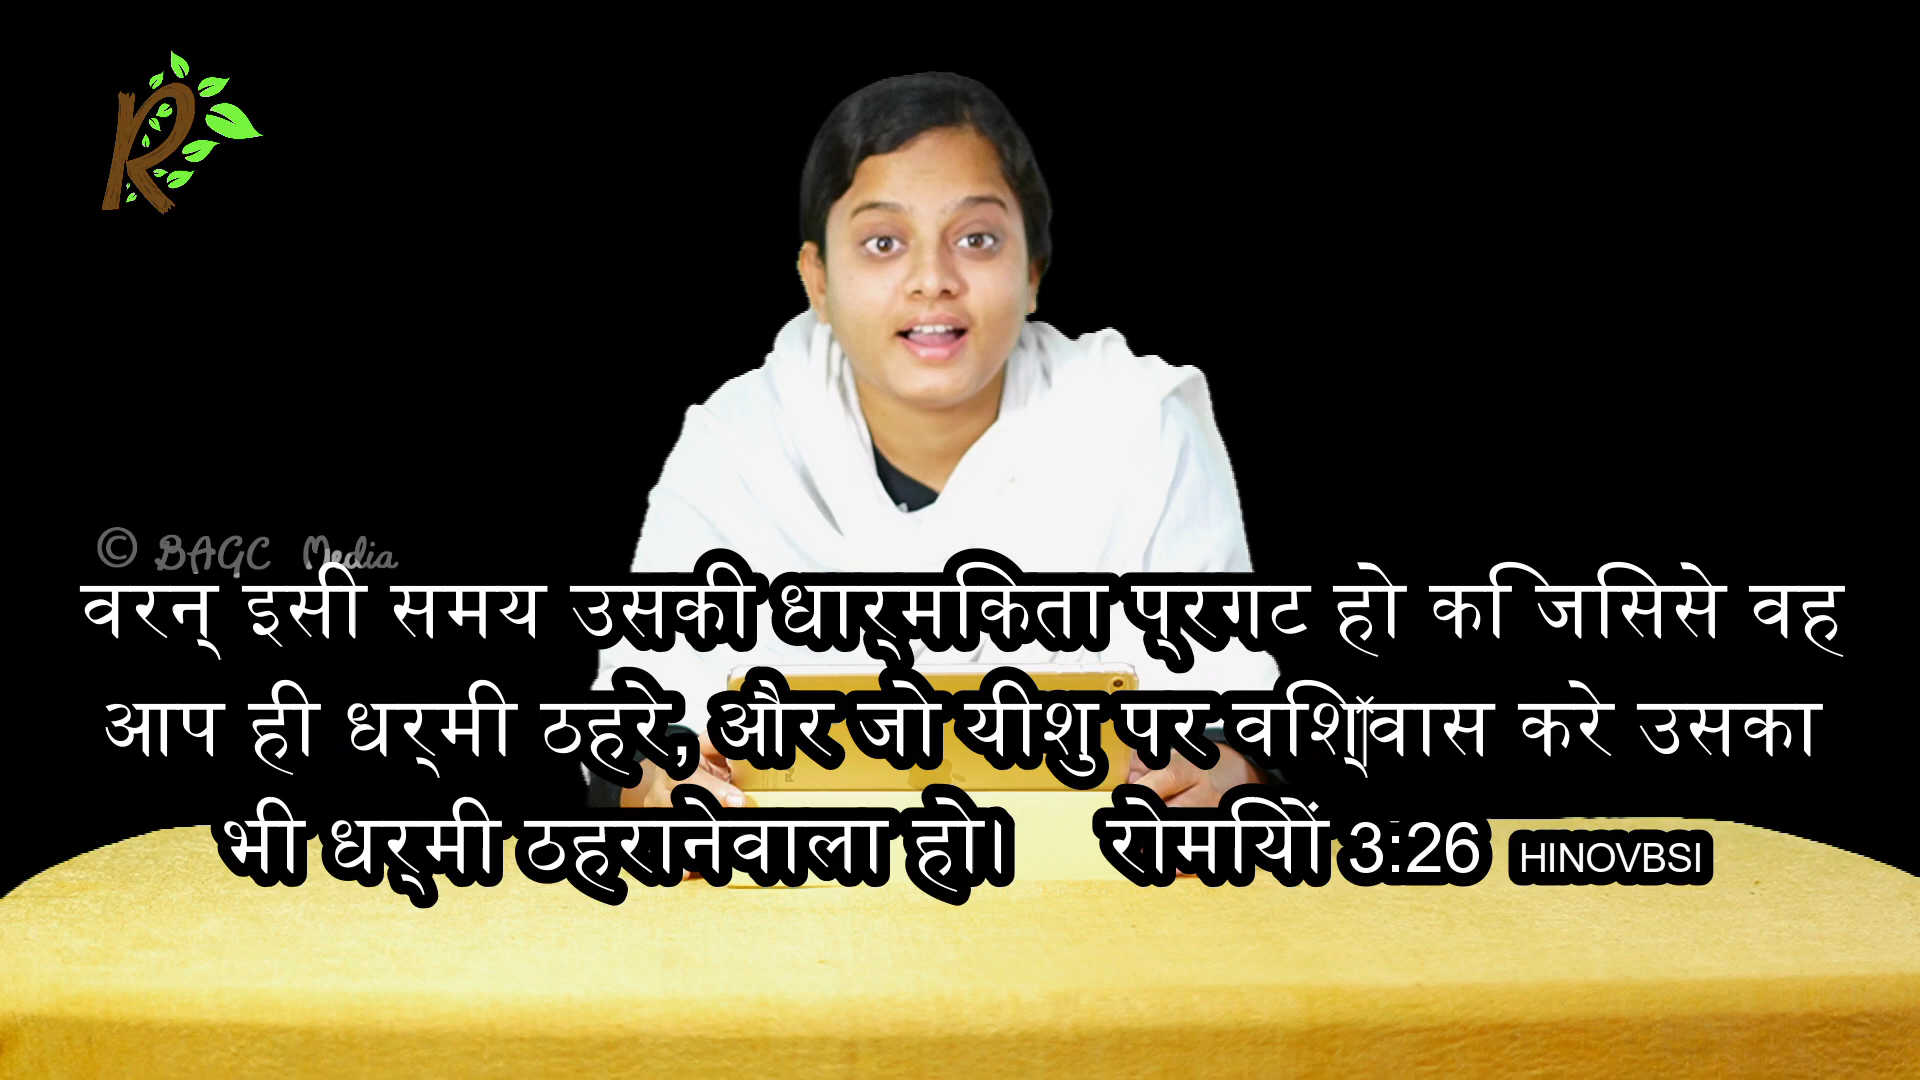 R
© BAGC Media
वरन् इसी समय उसकी धार्मिकता प्रगट हो कि जिससे वह
आप ही धर्मी ठहरे, और जो यीशु पर विश्‍वास करे उसका
भी धर्मी ठहरानेवाला हो। रोमियों 3:26 HINOVBSI